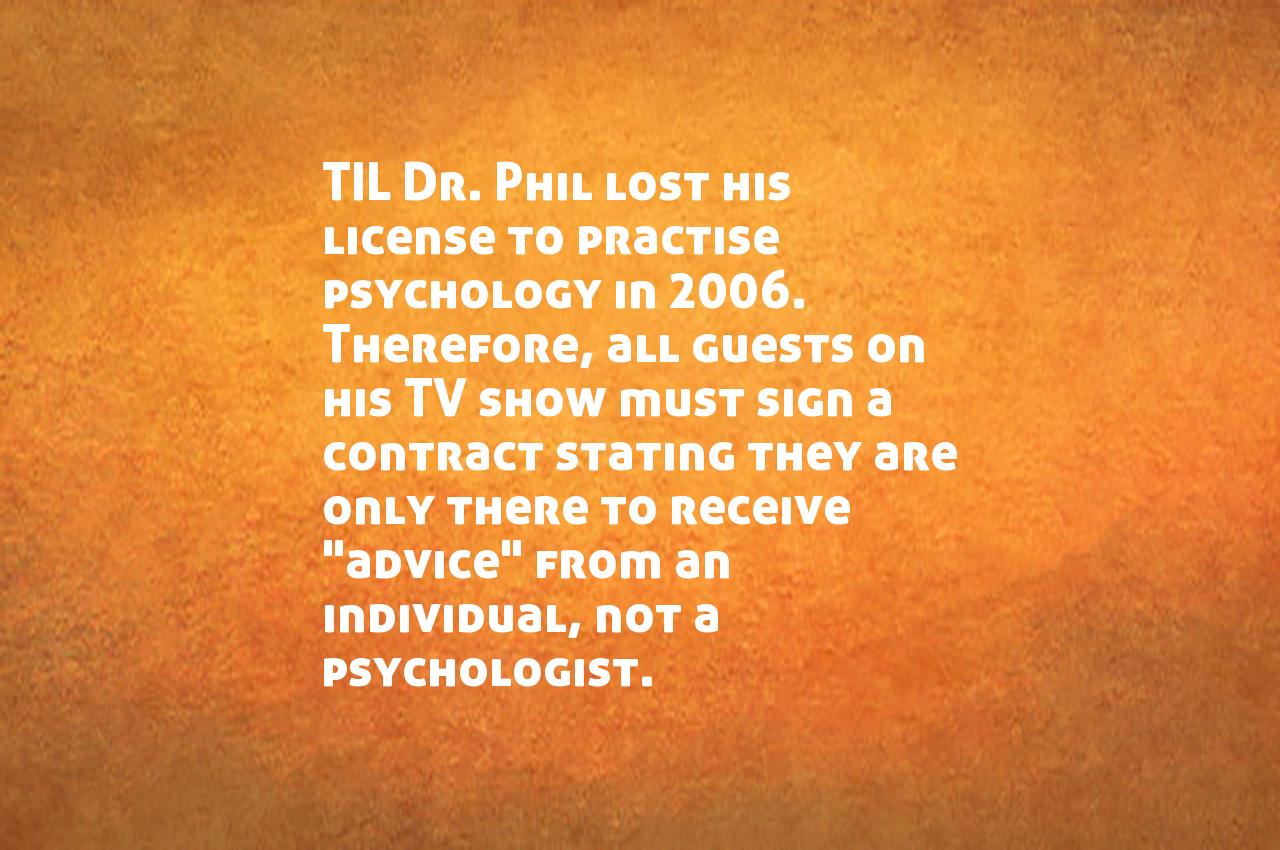 TIL Dr. Phil lost his
license to practise
psychology in 2006.
Therefore, all guests on
his TV show must sign a
contract stating they are
only there to receive
"advice" from an
individual, not a
psychologist.